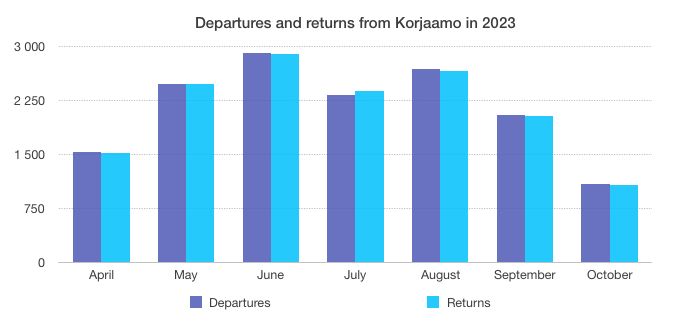 Departures and returns from Korjaamo in 2023
3 000
2 250
1 500
750
0
April May June July August September October
Departures Returns